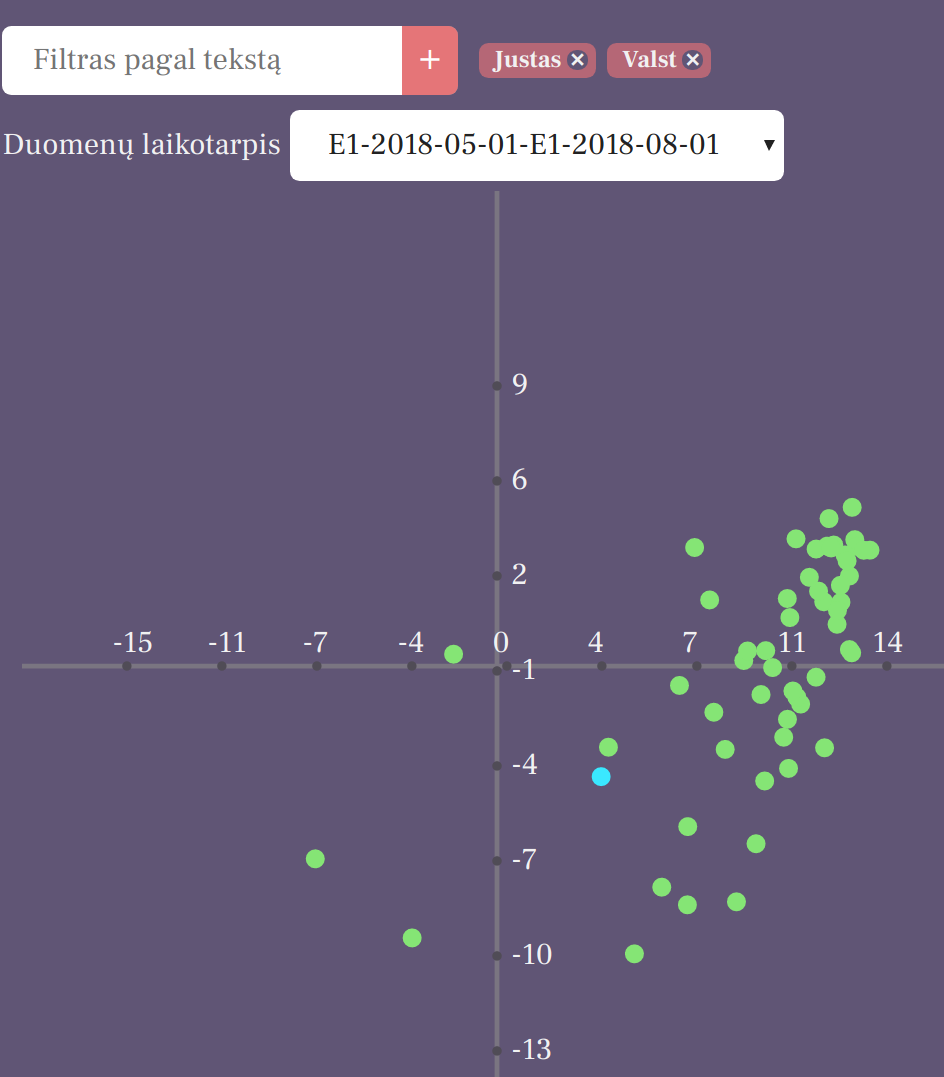 Filtras pagal tekstą + Justas ✕ Valst ✕
Duomenų laikotarpis E1-2018-05-01-E1-2018-08-01 ▼
9
6
2
-15 -11 -7 -4 0 4 7 11 14
-1
-4
-7
-10
-13